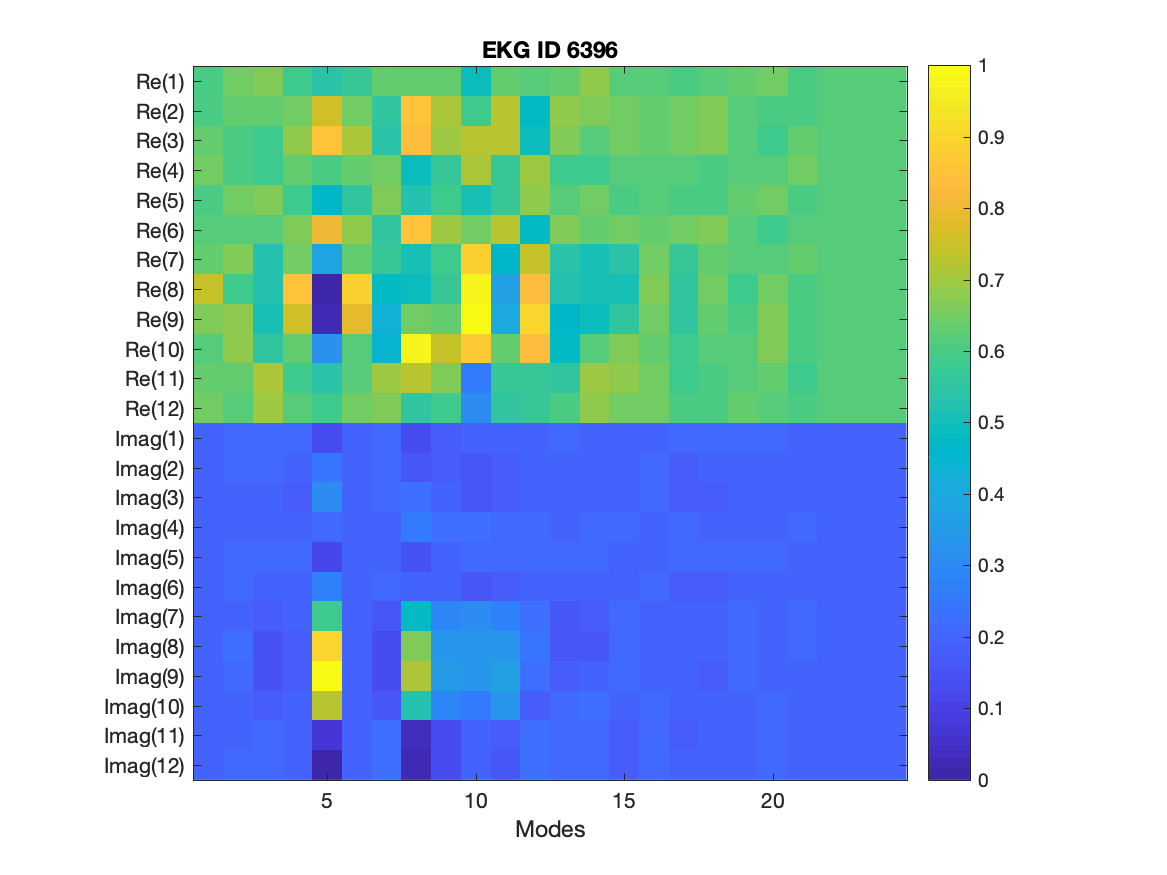 EKG ID 6396
Re(1)
Re(2)
Re(3)
Re(4)
Re(5)
Re(6)
Re(7)
Re(8)
Re(9)
Re(10)
Re(11)
Re(12)
Imag(1)
Imag(2)
Imag(3)
Imag(4)
Imag(5)
Imag(6)
Imag(7)
Imag(8)
Imag(9)
Imag(10)
Imag(11)
Imag(12)
5 10 15 20
Modes
1
0.9
0.8
0.7
0.6
0.5
0.4
0.3
0.2
0.1
0